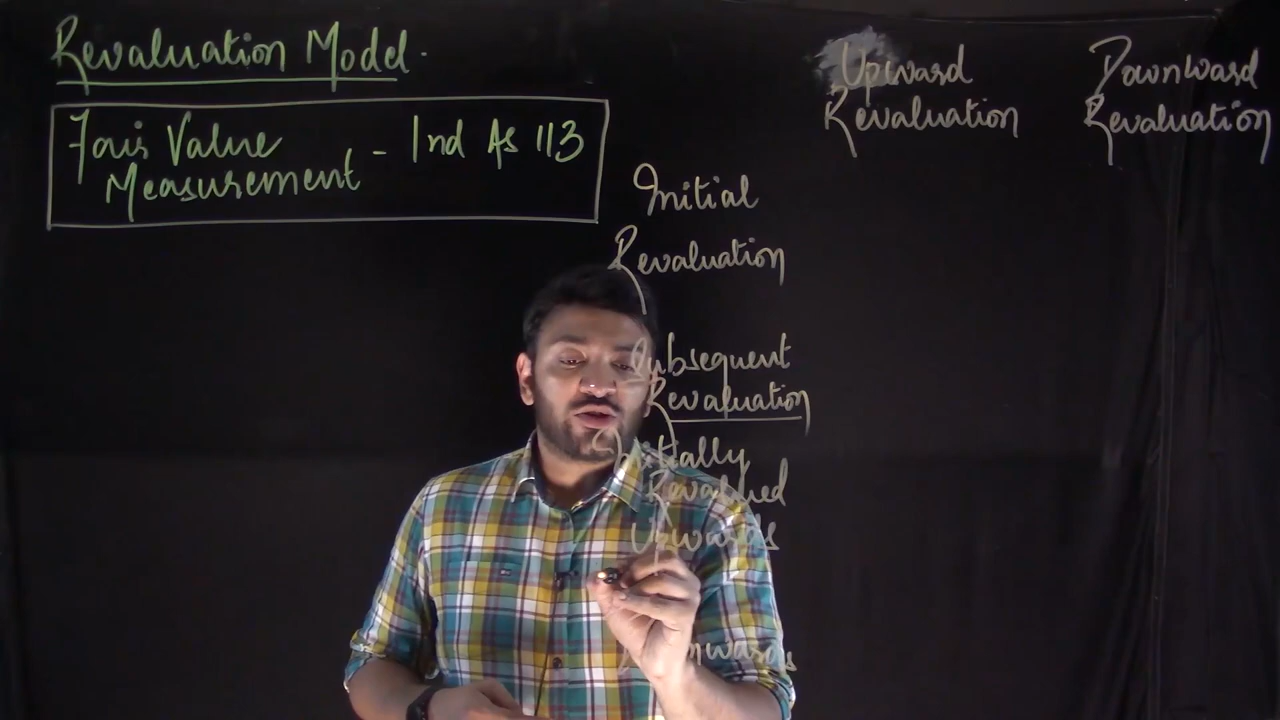 Revaluation Model.
Fair Value
Measurement - Ind As 113
Upward
Revaluation
Downward
Revaluation
Initial
Revaluation
Subsequent
Revaluation
Initially
Revalued
Upwards
Downwards